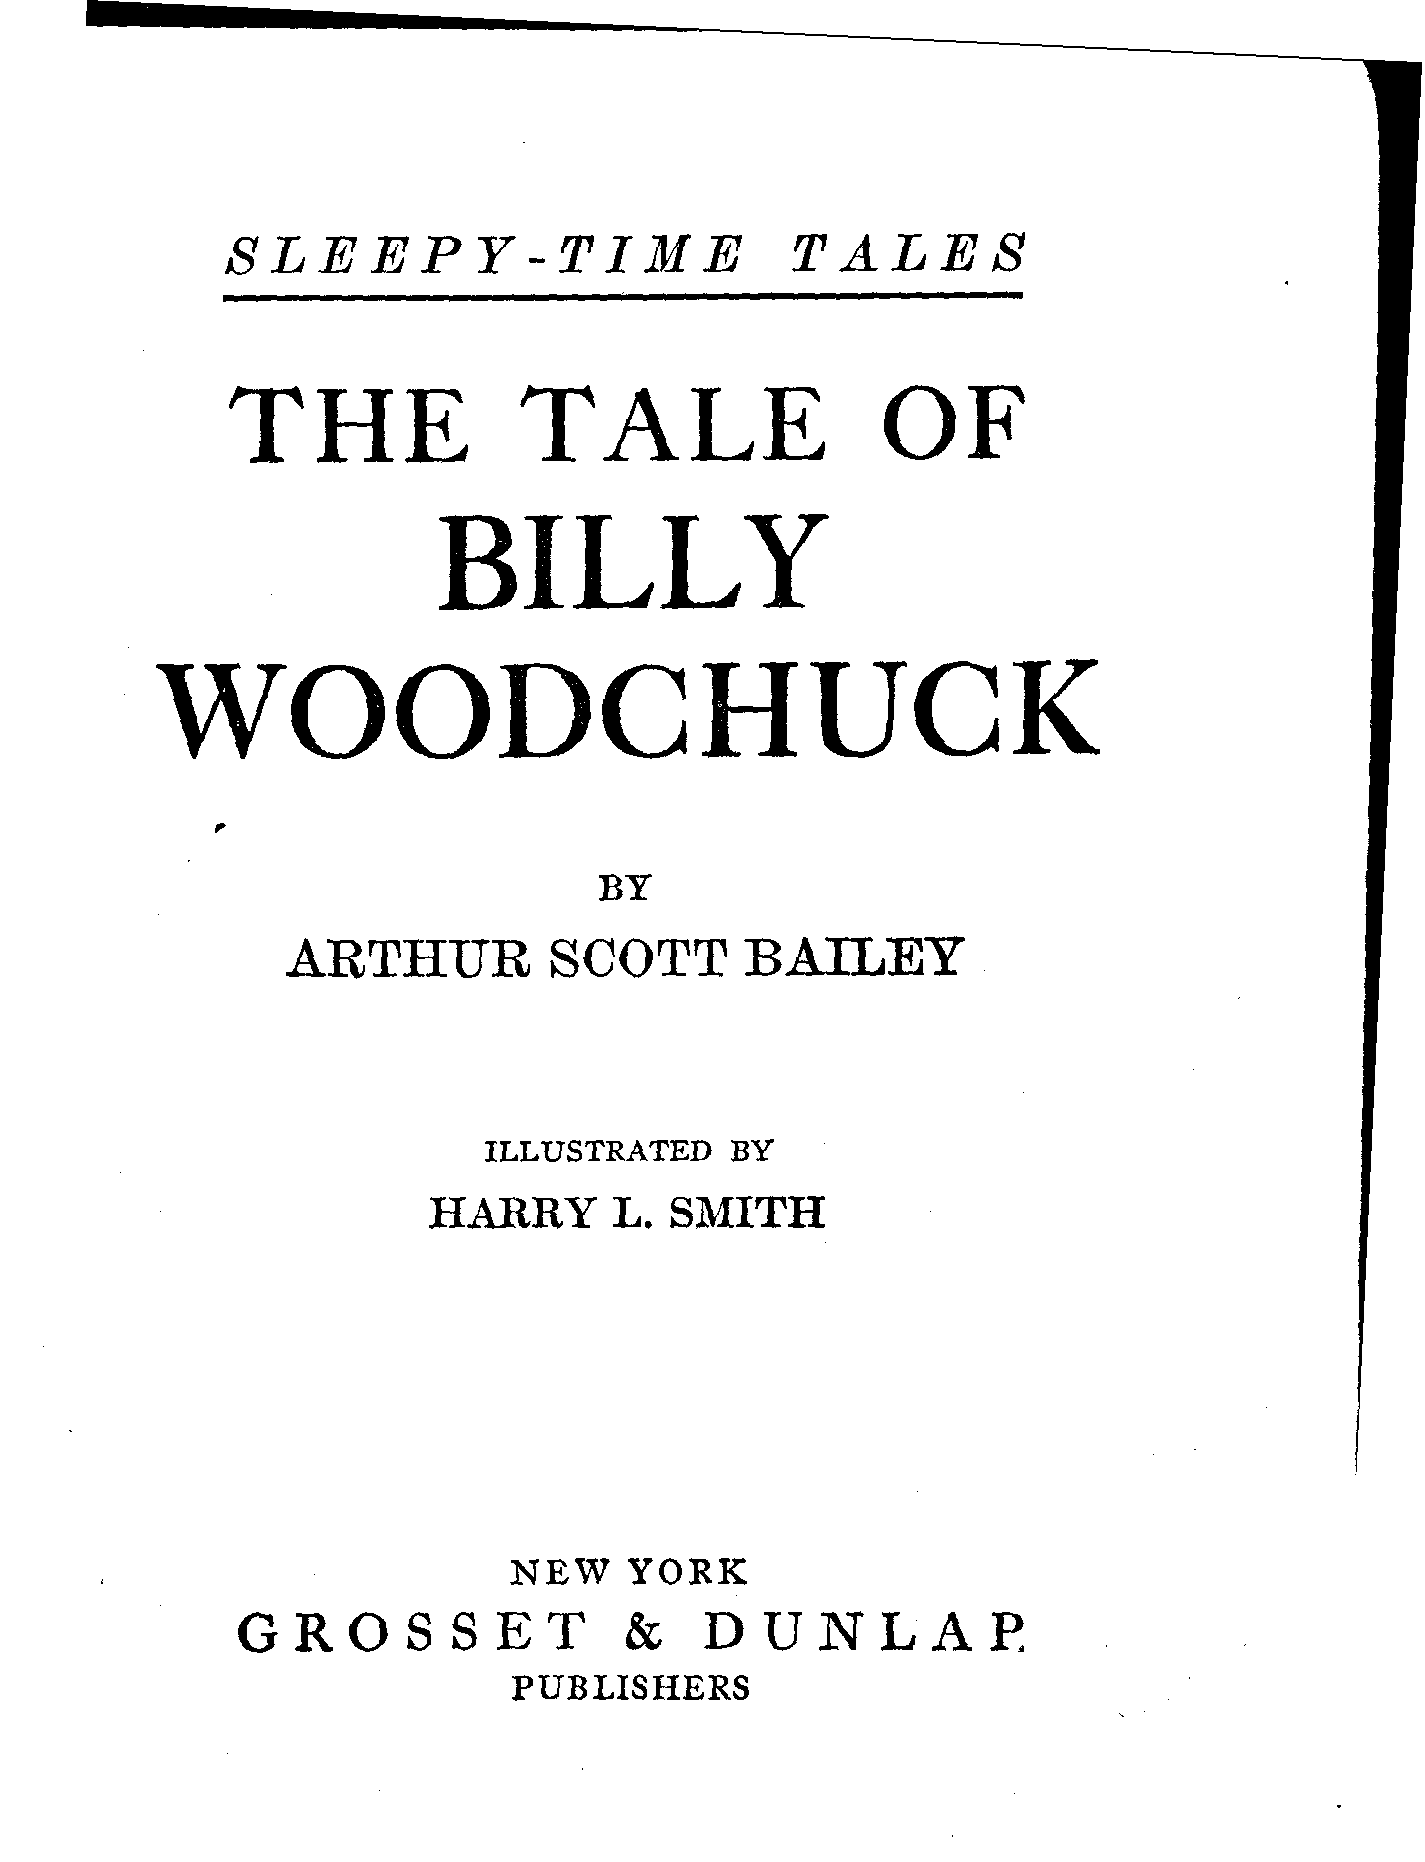 SLEEPY-TIME TALES
THE TALE OF
BILLY
WOODCHUCK
BY
ARTHUR SCOTT BAILEY
ILLUSTRATED BY
HARRY L. SMITH
NEW YORK
GROSSET & DUNLAP
PUBLISHERS